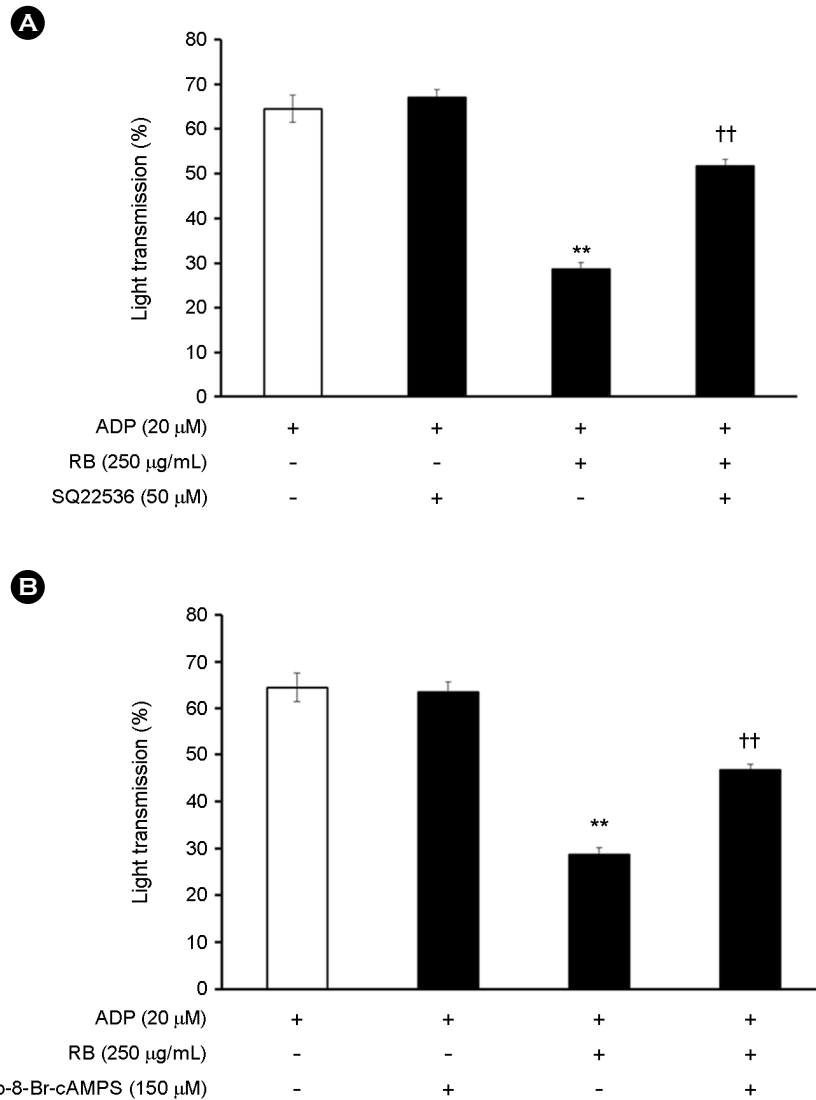 A
Light transmission (%)
80
70
60
50
40
30
20
10
0
**
††
ADP (20 μM) + + + +
RB (250 μg/mL) - - + +
SQ22536 (50 μM) - + - +
B
Light transmission (%)
80
70
60
50
40
30
20
10
0
**
††
ADP (20 μM) + + + +
RB (250 μg/mL) - - + +
-8-Br-cAMPS (150 μM) - + - +